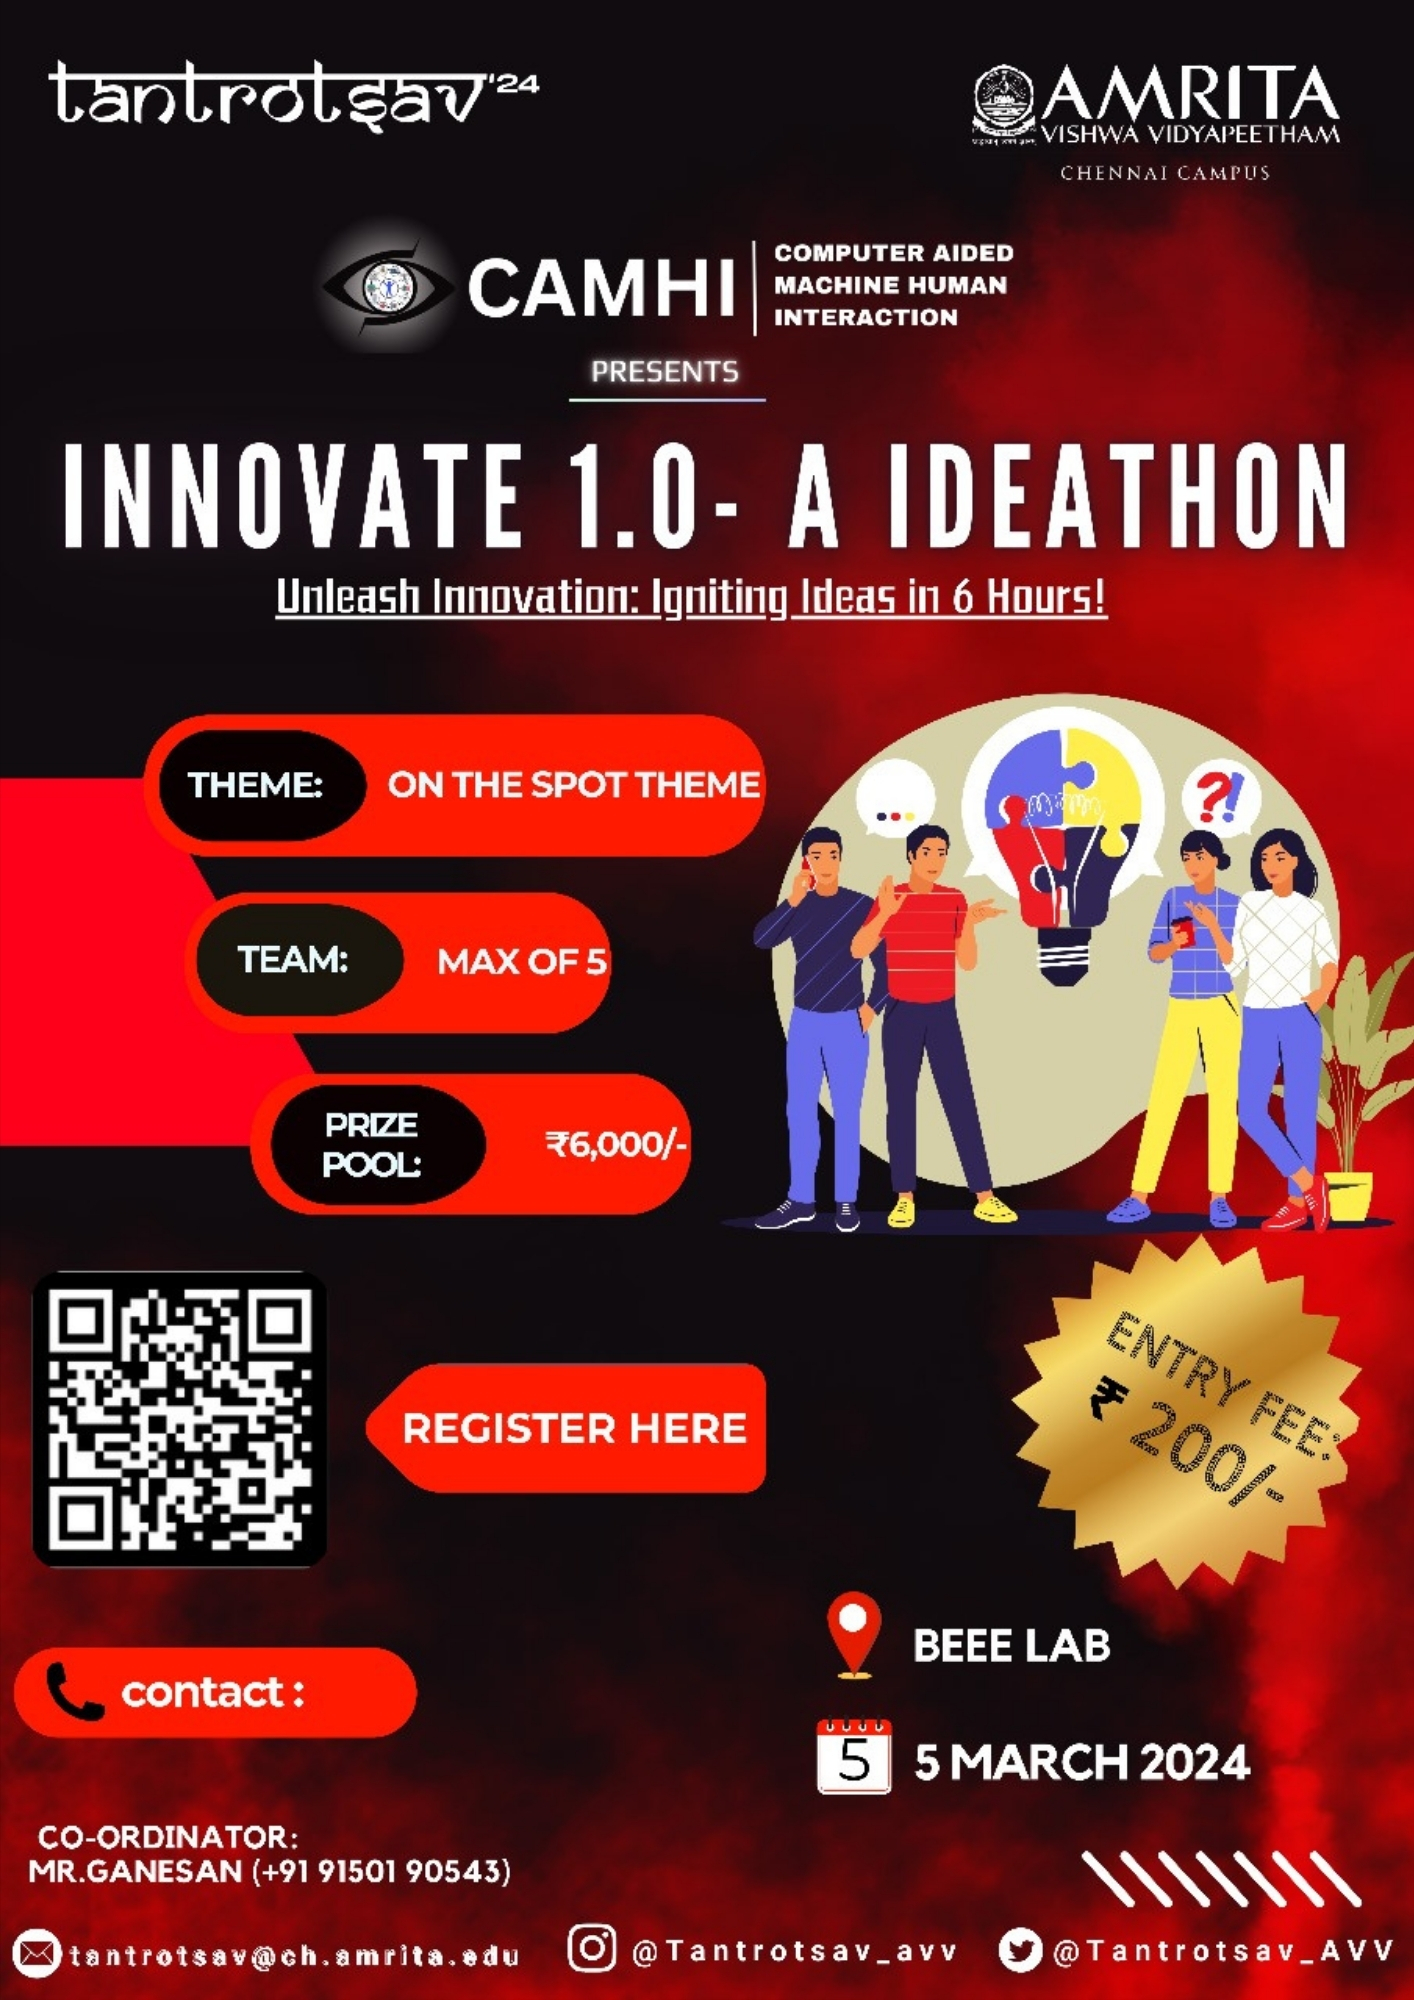 tantrotsav'24
AMRITA
VISHWA VIDYAPEETHAM
CHENNAI CAMPUS
CAMHI
COMPUTER AIDED
MACHINE HUMAN
INTERACTION
PRESENTS
INNOVATE 1.0- A IDEATHON
Unleash Innovation: Igniting Ideas in 6 Hours!
THEME: ON THE SPOT THEME
?!
TEAM: MAX OF 5
PRIZE
POOL:
₹6,000/-
ENTRY FEE:
₹ 200/-
REGISTER HERE
BEEE LAB
contact :
5
5 MARCH 2024
CO-ORDINATOR:
MR.GANESAN (+91 91501 90543)
tantrotsav@ch.amrita.edu
@Tantrotsav_avv
@Tantrotsav_AVV